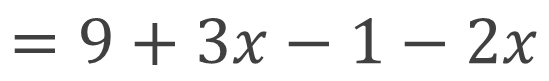 = 9 + 3x − 1 − 2x